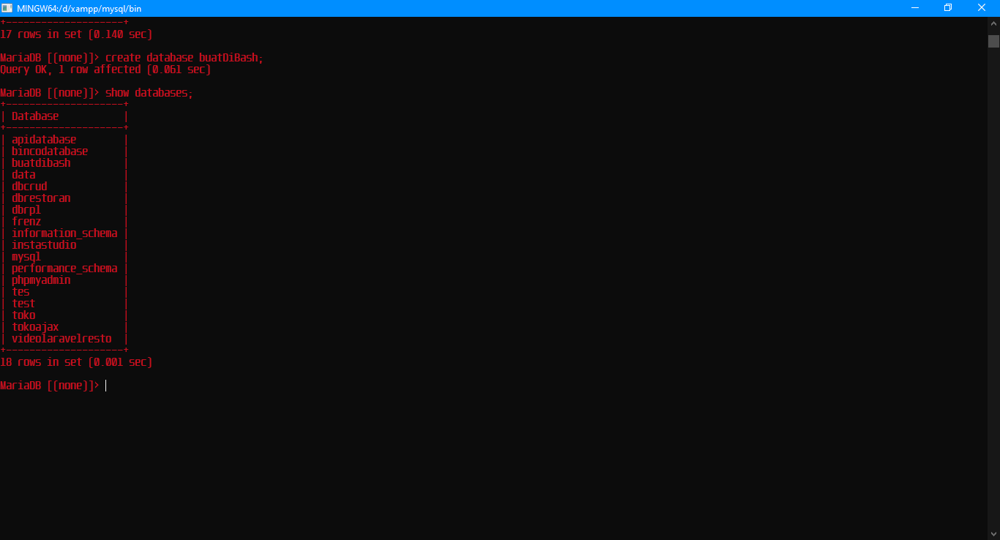 MINGW64:/d/xampp/mysql/bin
+--------------------+
17 rows in set (0.140 sec)
MariaDB [(none)]> create database buatDiBash;
Query OK, 1 row affected (0.061 sec)
MariaDB [(none)]> show databases;
+--------------------+
| Database           |
+--------------------+
| apidatabase        |
| bincodatabase      |
| buatdibash         |
| data               |
| dbcrud             |
| dbrestoran         |
| dbrpl              |
| frenz              |
| information_schema |
| instastudio        |
| mysql              |
| performance_schema |
| phpmyadmin         |
| tes                |
| test               |
| toko               |
| tokoajax           |
| videolaravelresto  |
+--------------------+
18 rows in set (0.001 sec)
MariaDB [(none)]>